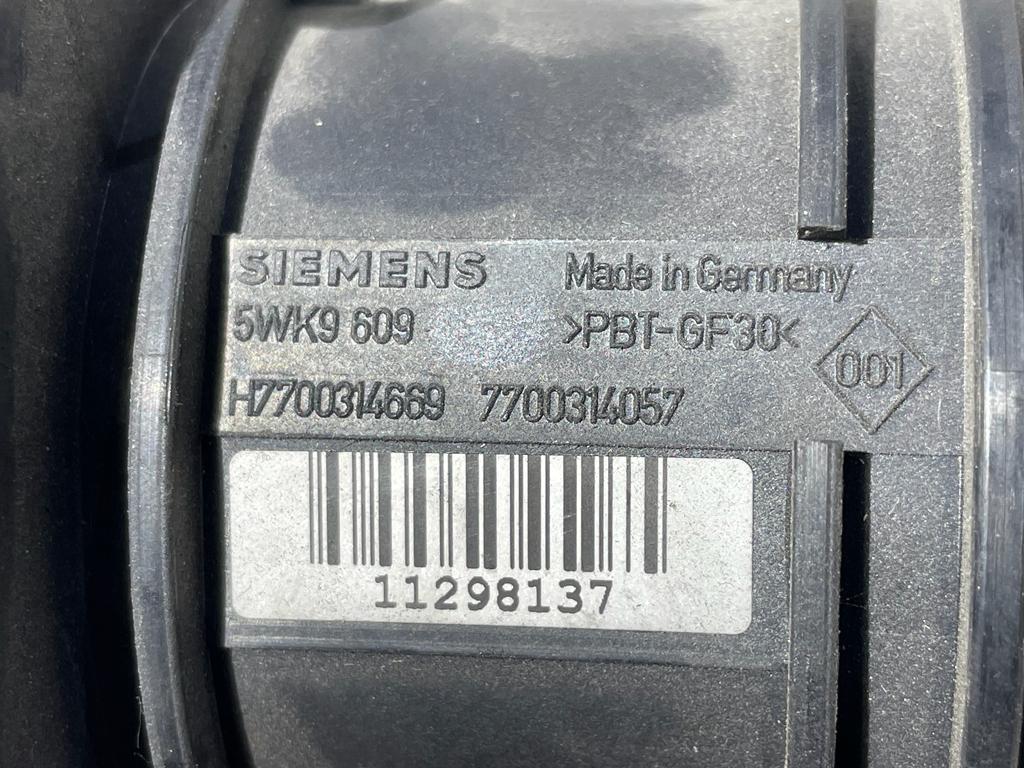 SIEMENS Made in Germany
5WK9 609 >PBT-GF30<
001
H7700314669 7700314057
11298137